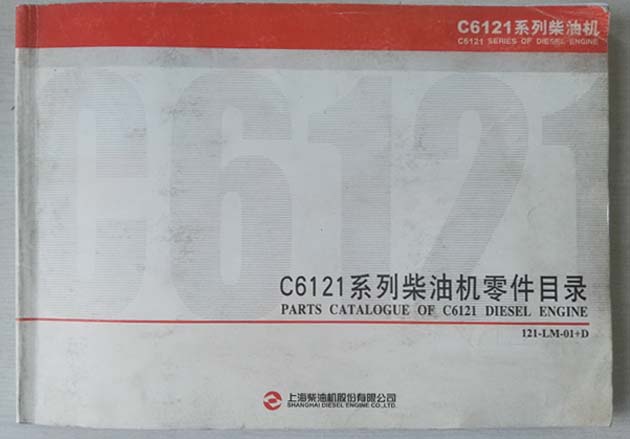 C6121系列柴油机
C6121 SERIES OF DIESEL ENGINE
C6121
C6121系列柴油机零件目录
PARTS CATALOGUE OF C6121 DIESEL ENGINE
121-LM-01+D
上海柴油机股份有限公司
SHANGHAI DIESEL ENGINE CO.,LTD.